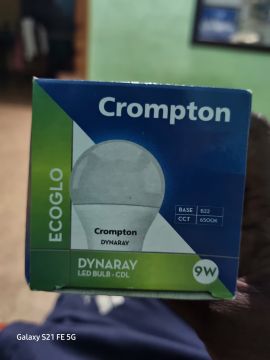 Crompton
ECOGLO
Crompton
DYNARAY
BASE B22
CCT 6500K
DYNARAY
LED BULB - CDL
9W
Galaxy S21 FE 5G